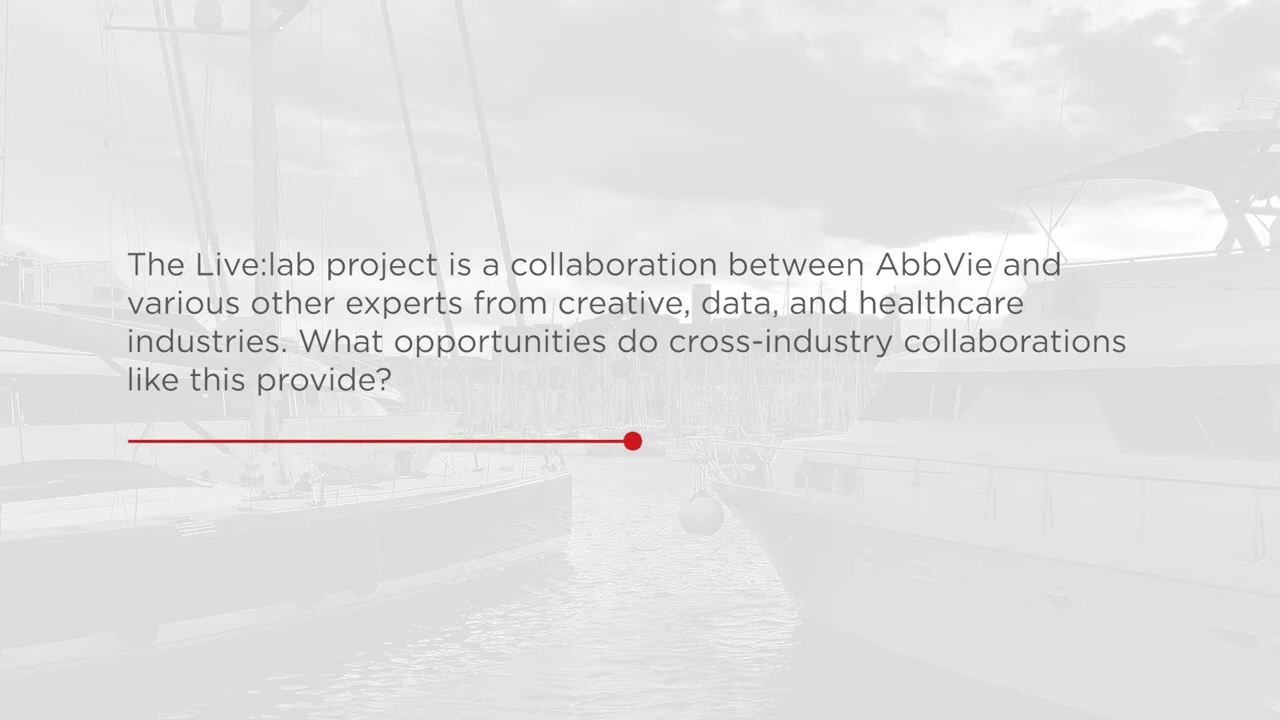 The Live:lab project is a collaboration between AbbVie and
various other experts from creative, data, and healthcare
industries. What opportunities do cross-industry collaborations
like this provide?